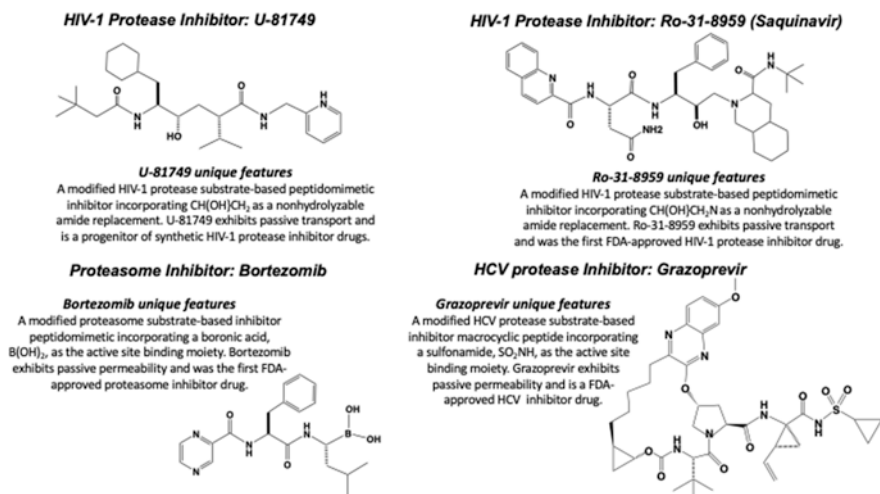 HIV-1 Protease Inhibitor: U-81749
U-81749 unique features
A modified HIV-1 protease substrate-based peptidomimetic
inhibitor incorporating CH(OH)CH2 as a nonhydrolyzable
amide replacement. U-81749 exhibits passive transport and
is a progenitor of synthetic HIV-1 protease inhibitor drugs.
HIV-1 Protease Inhibitor: Ro-31-8959 (Saquinavir)
Ro-31-8959 unique features
A modified HIV-1 protease substrate-based peptidomimetic
inhibitor incorporating CH(OH)CH2N as a nonhydrolyzable
amide replacement. Ro-31-8959 exhibits passive transport
and was the first FDA-approved HIV-1 protease inhibitor drug.
Proteasome Inhibitor: Bortezomib
Bortezomib unique features
A modified proteasome substrate-based inhibitor
peptidomimetic incorporating a boronic acid,
B(OH)2, as the active site binding moiety. Bortezomib
exhibits passive permeability and was the first FDA-
approved proteasome inhibitor drug.
HCV protease Inhibitor: Grazoprevir
Grazoprevir unique features
A modified HCV protease substrate-based
inhibitor macrocyclic peptide incorporating
a sulfonamide, SO2NH, as the active site
binding moiety. Grazoprevir exhibits
passive permeability and is a FDA-
approved HCV inhibitor drug.